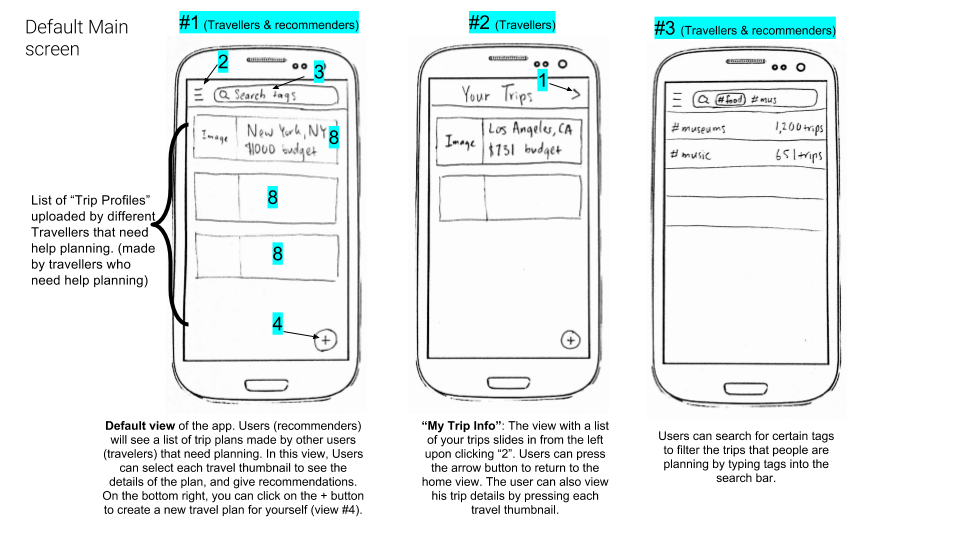 Default Main
screen
#1 (Travellers & recommenders)
2
3
Search tags
Image
New York, NY
$1000 budget
8
8
8
4
+
List of “Trip Profiles”
uploaded by different
Travellers that need
help planning. (made
by travellers who
need help planning)
Default view of the app. Users (recommenders)
will see a list of trip plans made by other users
(travelers) that need planning. In this view, Users
can select each travel thumbnail to see the
details of the plan, and give recommendations.
On the bottom right, you can click on the + button
to create a new travel plan for yourself (view #4).
#2 (Travellers)
1
Your Trips >
Image
Los Angeles, CA
$751 budget
+
“My Trip Info”: The view with a list
of your trips slides in from the left
upon clicking “2”. Users can press
the arrow button to return to the
home view. The user can also view
his trip details by pressing each
travel thumbnail.
#3 (Travellers & recommenders)
#food #mus
#museums 1,200 trips
#music 651 trips
Users can search for certain tags
to filter the trips that people are
planning by typing tags into the
search bar.